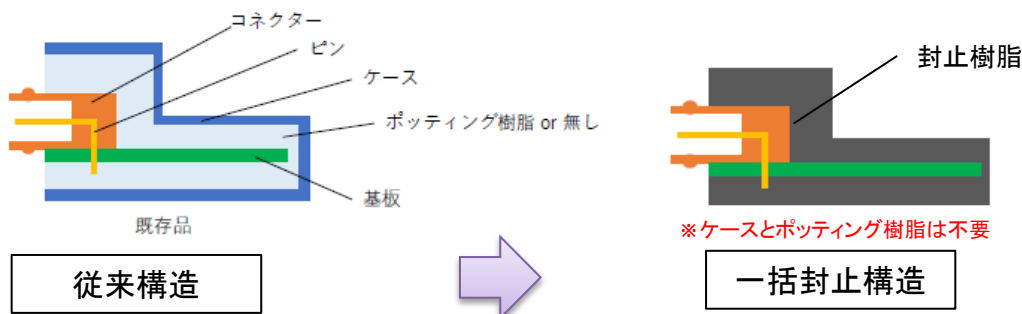 コネクター
ピン
ケース
ポッティング樹脂 or 無し
基板
既存品
従来構造
封止樹脂
※ケースとポッティング樹脂は不要
一括封止構造